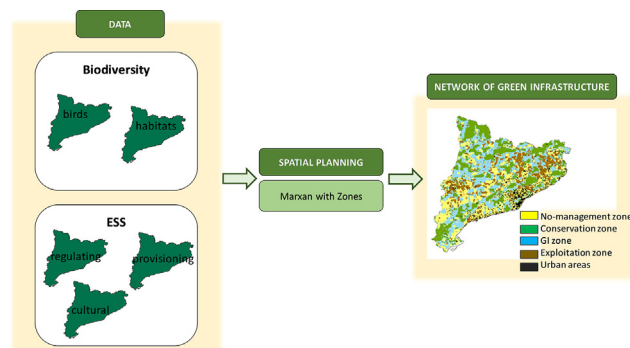 DATA
Biodiversity
birds
habitats
ESS
regulating
provisioning
cultural
SPATIAL PLANNING
Marxan with Zones
NETWORK OF GREEN INFRASTRUCTURE
No-management zone
Conservation zone
GI zone
Exploitation zone
Urban areas